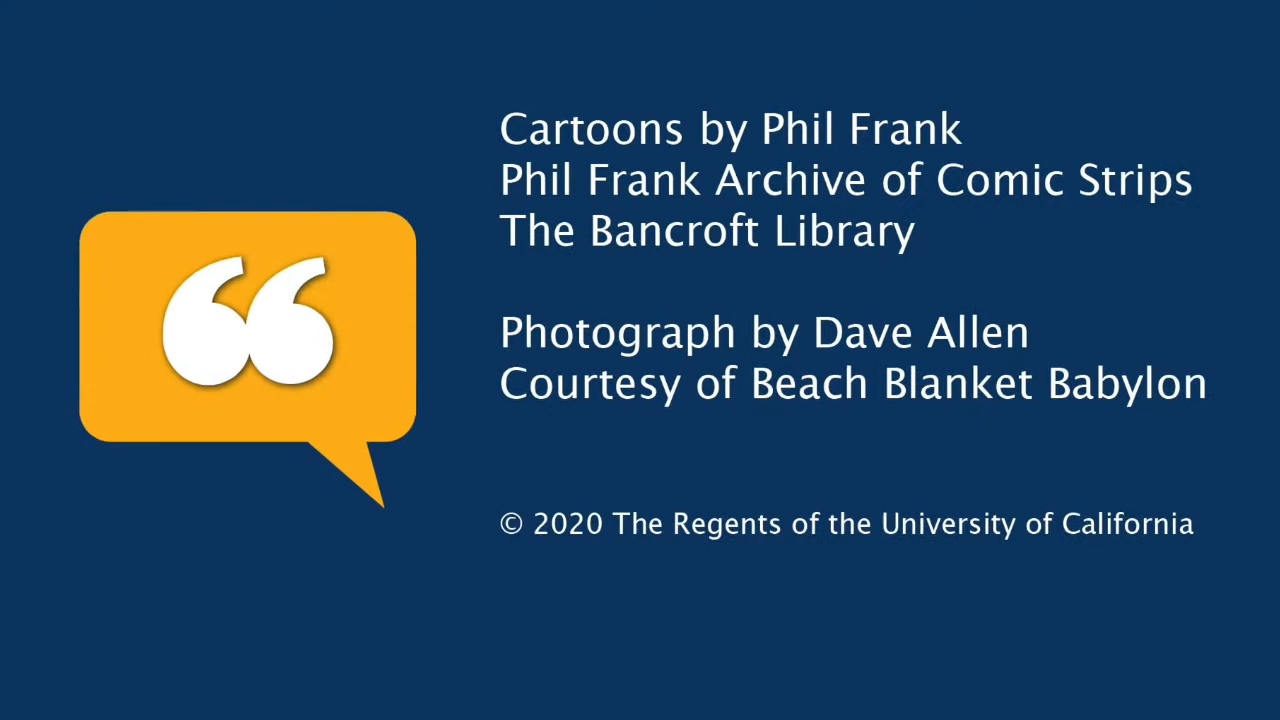 Cartoons by Phil Frank
Phil Frank Archive of Comic Strips
The Bancroft Library
Photograph by Dave Allen
Courtesy of Beach Blanket Babylon
© 2020 The Regents of the University of California